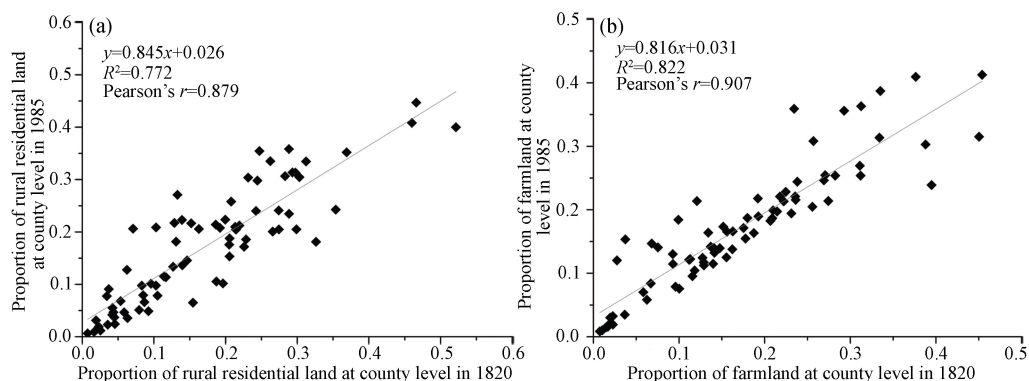 (a)
y=0.845x+0.026
R²=0.772
Pearson's r=0.879
Proportion of rural residential land
at county level in 1985
0.6
0.5
0.4
0.3
0.2
0.1
0.0
0.0 0.1 0.2 0.3 0.4 0.5 0.6
Proportion of rural residential land at county level in 1820
(b)
y=0.816x+0.031
R²=0.822
Pearson's r=0.907
Proportion of farmland at county
level in 1985
0.5
0.4
0.3
0.2
0.1
0.0
0.0 0.1 0.2 0.3 0.4 0.5
Proportion of farmland at county level in 1820